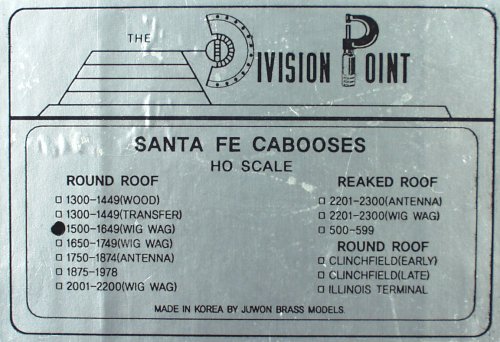 THE DIVISION POINT
SANTA FE CABOOSES
HO SCALE
ROUND ROOF
1300-1449(WOOD)
1300-1449(TRANSFER)
1500-1649(WIG WAG)
1650-1749(WIG WAG)
1750-1874(ANTENNA)
1875-1978
2001-2200(WIG WAG)
REAKED ROOF
2201-2300(ANTENNA)
2201-2300(WIG WAG)
500-599
ROUND ROOF
CLINCHFIELD(EARLY)
CLINCHFIELD(LATE)
ILLINOIS TERMINAL
MADE IN KOREA BY JUWON BRASS MODELS.